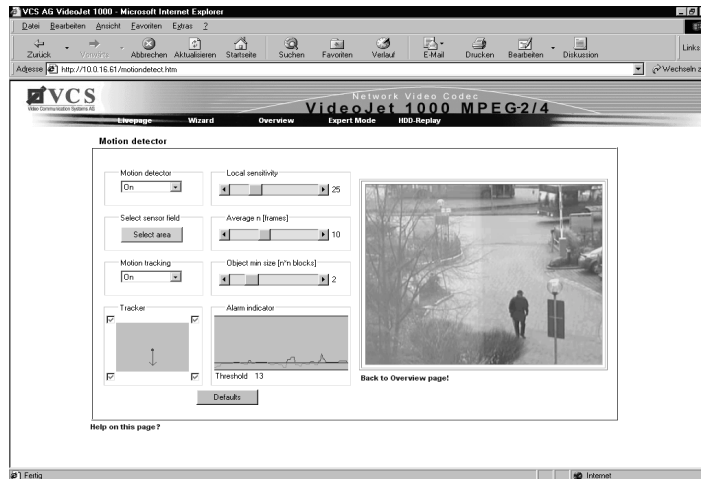 VCS AG VideoJet 1000 - Microsoft Internet Explorer
Datei Bearbeiten Ansicht Favoriten Extras ?
Zurück Vorwärts Abbrechen Aktualisieren Startseite Suchen Favoriten Verlauf E-Mail Drucken Bearbeiten Diskussion Links
Adresse http://10.0.16.61/motiondetect.htm Wechseln z
VCS
Video Communication Systems AG
Network Video Codec
VideoJet 1000 MPEG-2/4
Livepage Wizard Overview Expert Mode HDD-Replay
Motion detector
Motion detector
On
Local sensitivity
25
Select sensor field
Select area
Average n [frames]
10
Motion tracking
On
Object min size [n*n blocks]
2
Tracker
Alarm indicator
Threshold 13
Back to Overview page!
Defaults
Help on this page?
Fertig Internet